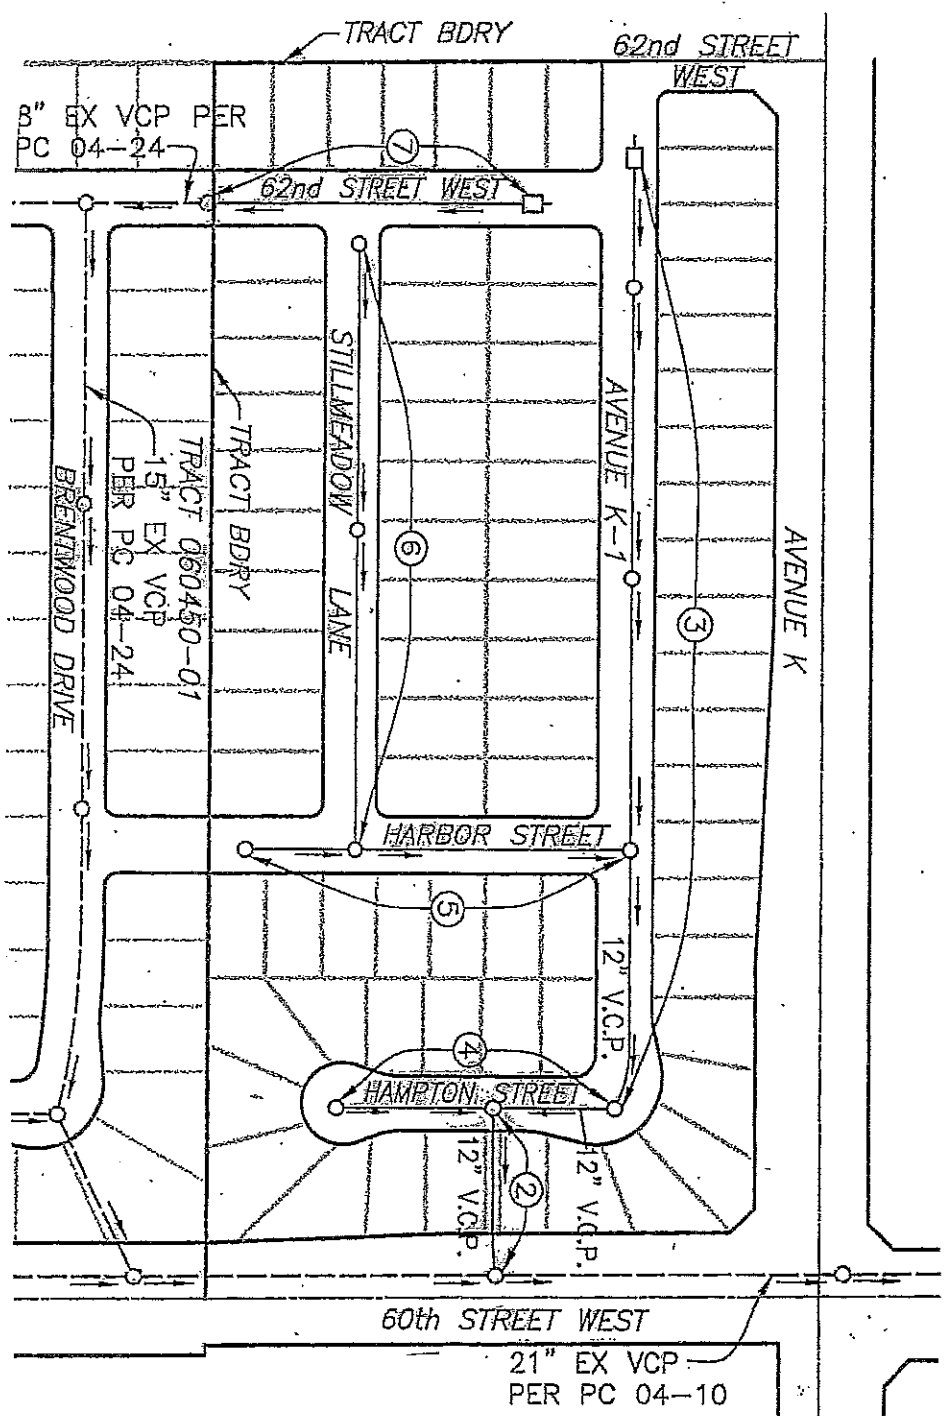 TRACT BDRY
62nd STREET
WEST
8" EX VCP PER
PC 04-24
7
62nd STREET WEST
STILLMEADOW LANE
AVENUE K-1
TRACT BDRY
TRACT 060450-01
15" EX VCP
PER PC 04-24
BRENTWOOD DRIVE
6
3
AVENUE K
HARBOR STREET
5
12" V.C.P.
4
HAMPTON STREET
2
12" V.C.P.
12" V.C.P.
60th STREET WEST
21" EX VCP
PER PC 04-10